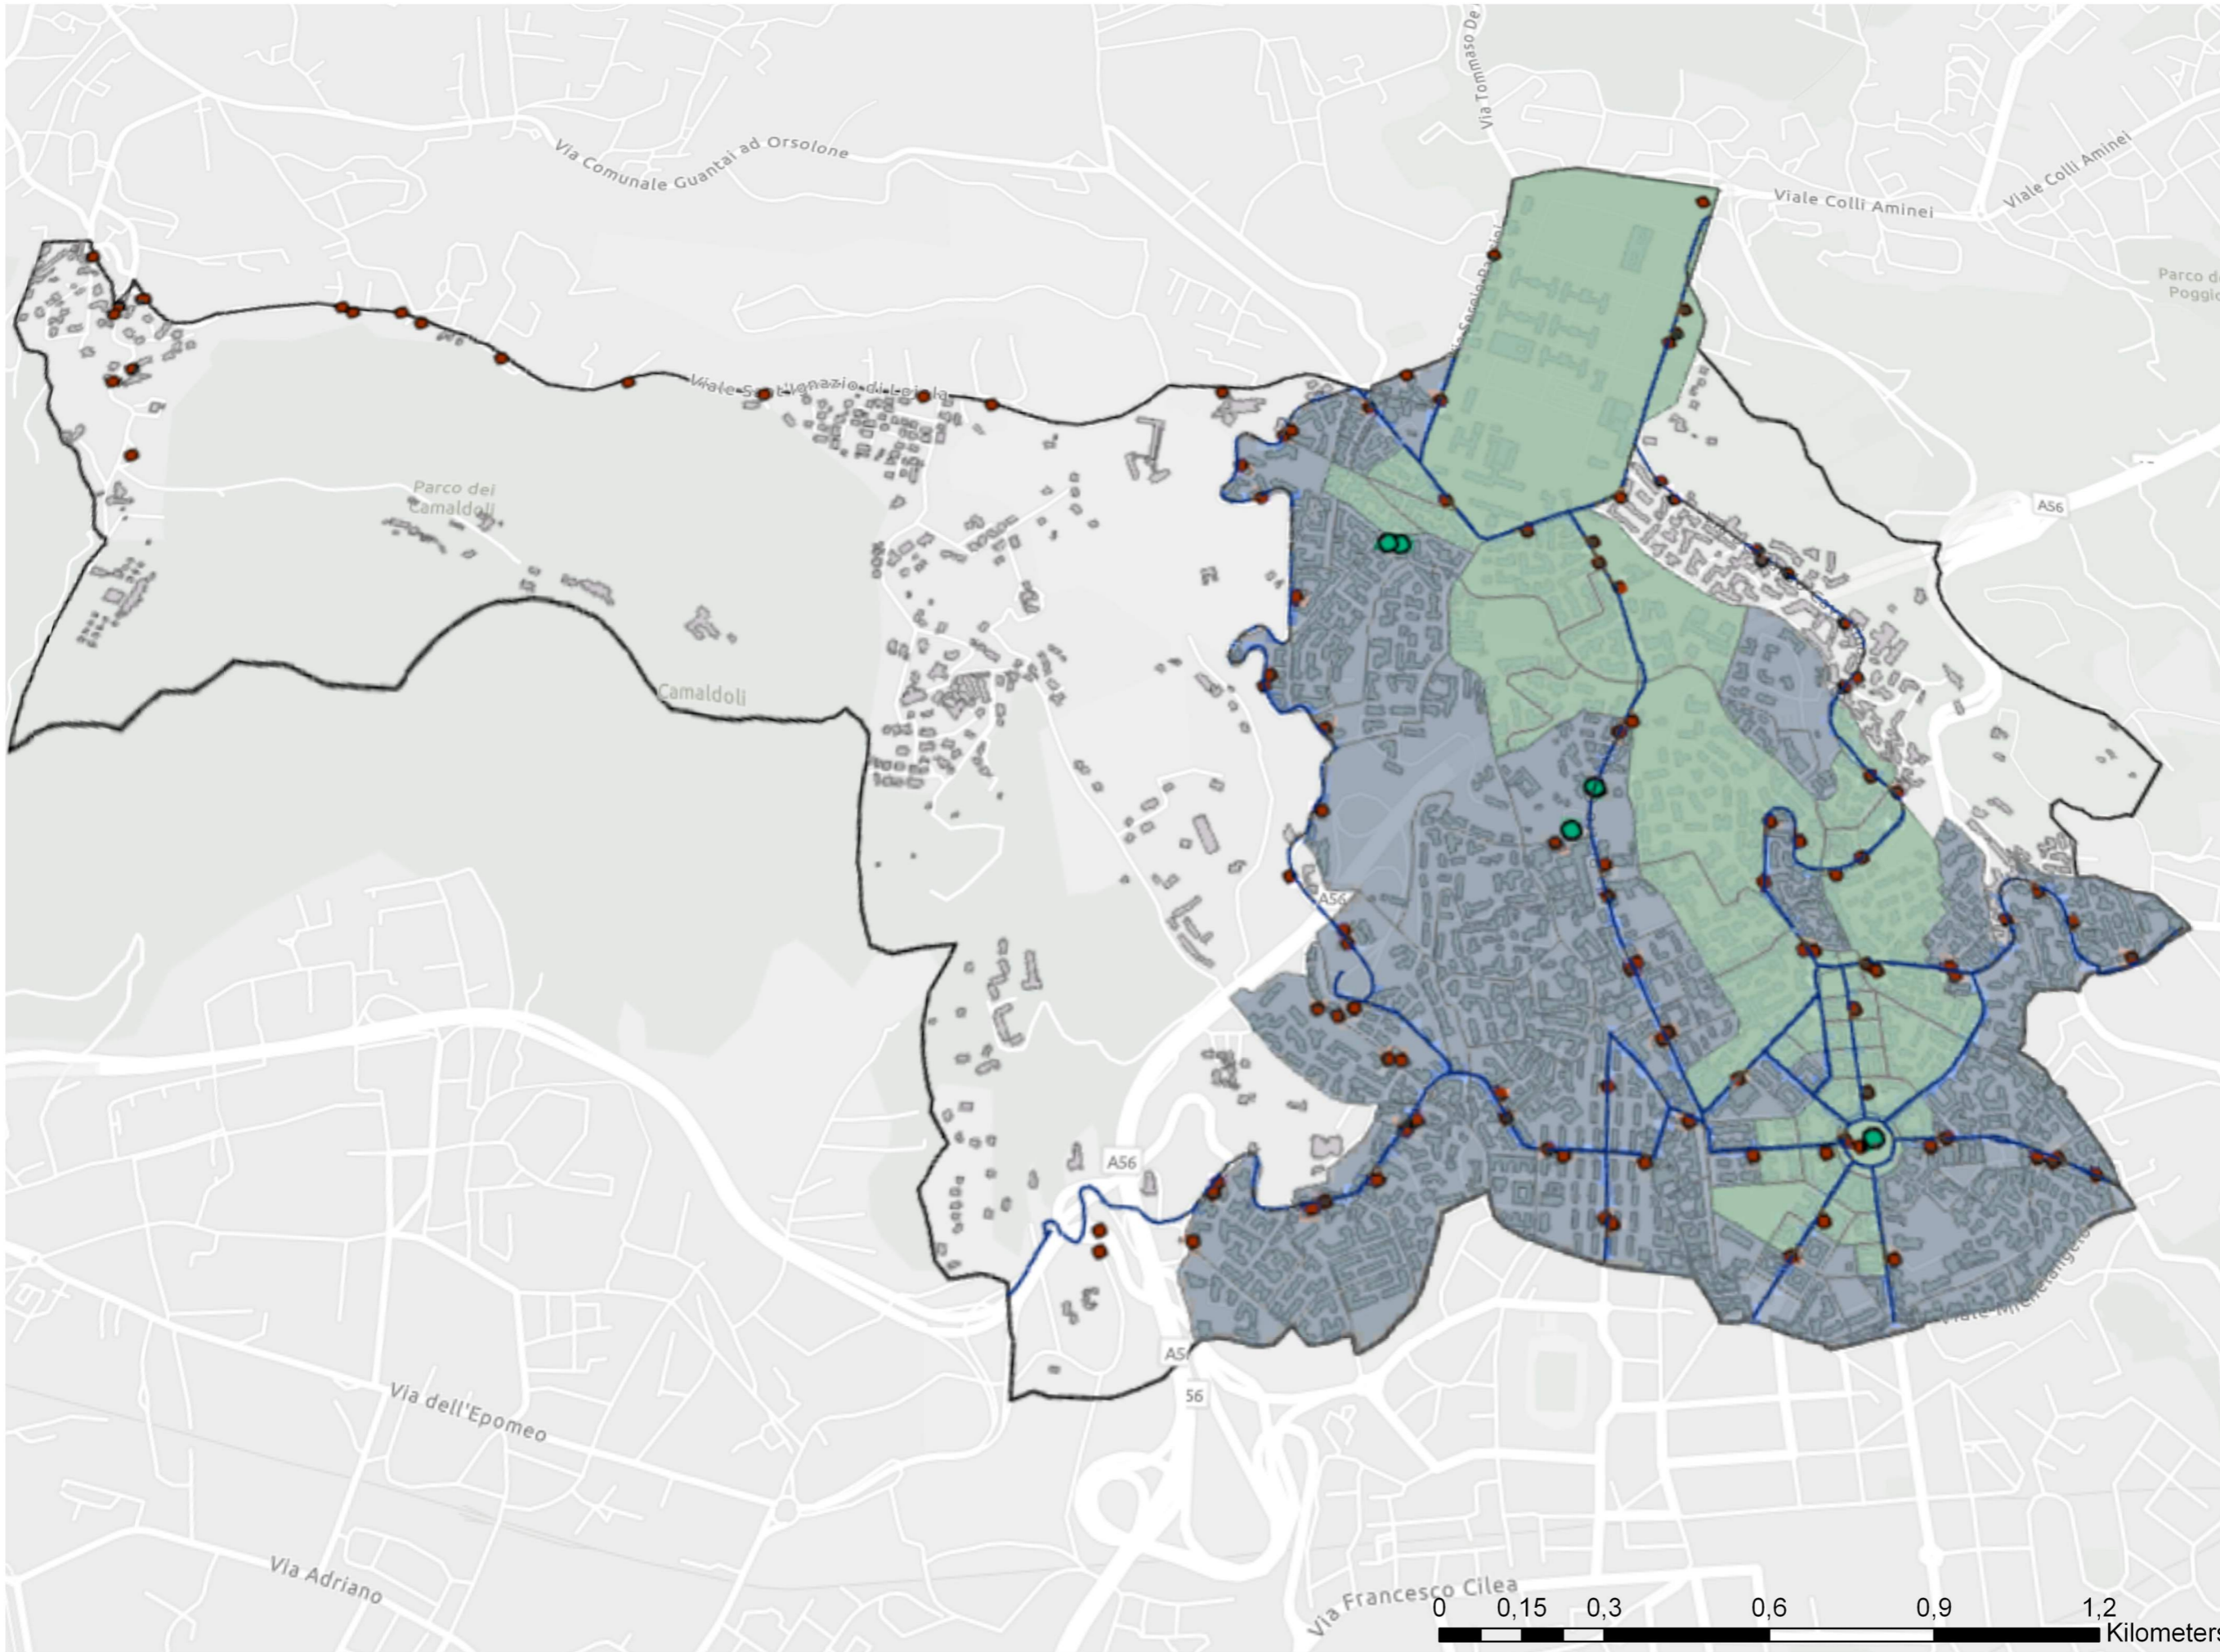 Via Tommaso De
Via Comunale Guantai ad Orsolone
Viale Colli Aminei
Viale Colli Aminei
Parco d
Poggio
Viale Sant'Ignazio di Loiola
Parco dei
Camaldoli
A56
Camaldoli
A56
A56
Viale Michelangelo
A5
56
Via dell'Epomeo
Via Adriano
Via Francesco Cilea
0 0,15 0,3 0,6 0,9 1,2
Kilometers